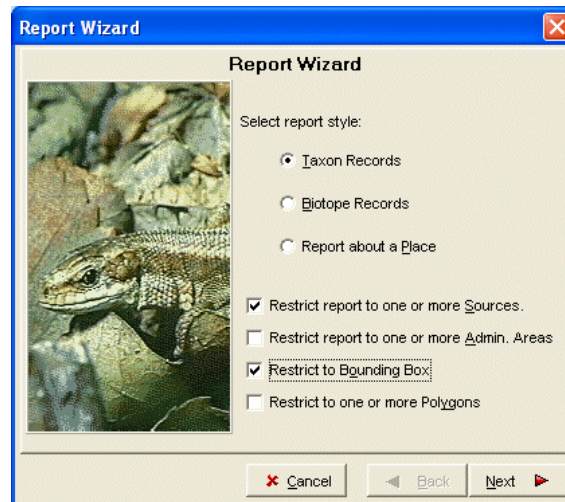 Report Wizard
Report Wizard
Select report style:
Taxon Records
Biotope Records
Report about a Place
Restrict report to one or more Sources.
Restrict report to one or more Admin. Areas
Restrict to Bounding Box
Restrict to one or more Polygons
Cancel
Back
Next